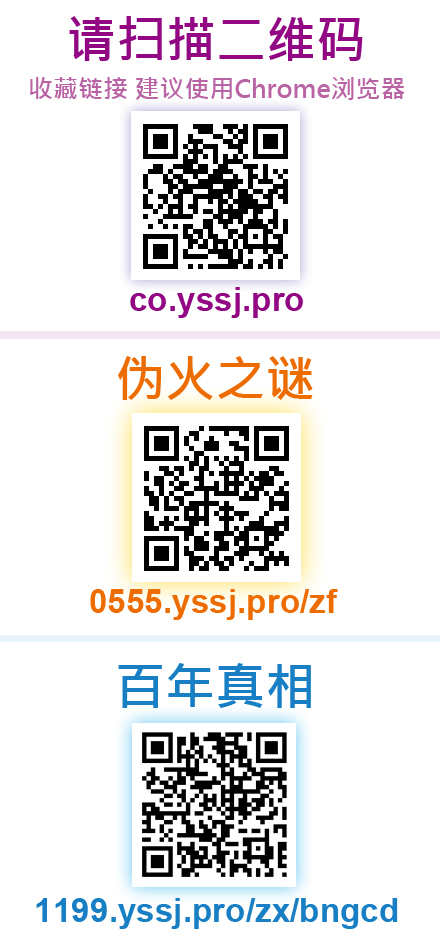 请扫描二维码
收藏链接 建议使用Chrome浏览器
co.yssj.pro
伪火之谜
0555.yssj.pro/zf
百年真相
1199.yssj.pro/zx/bngcd